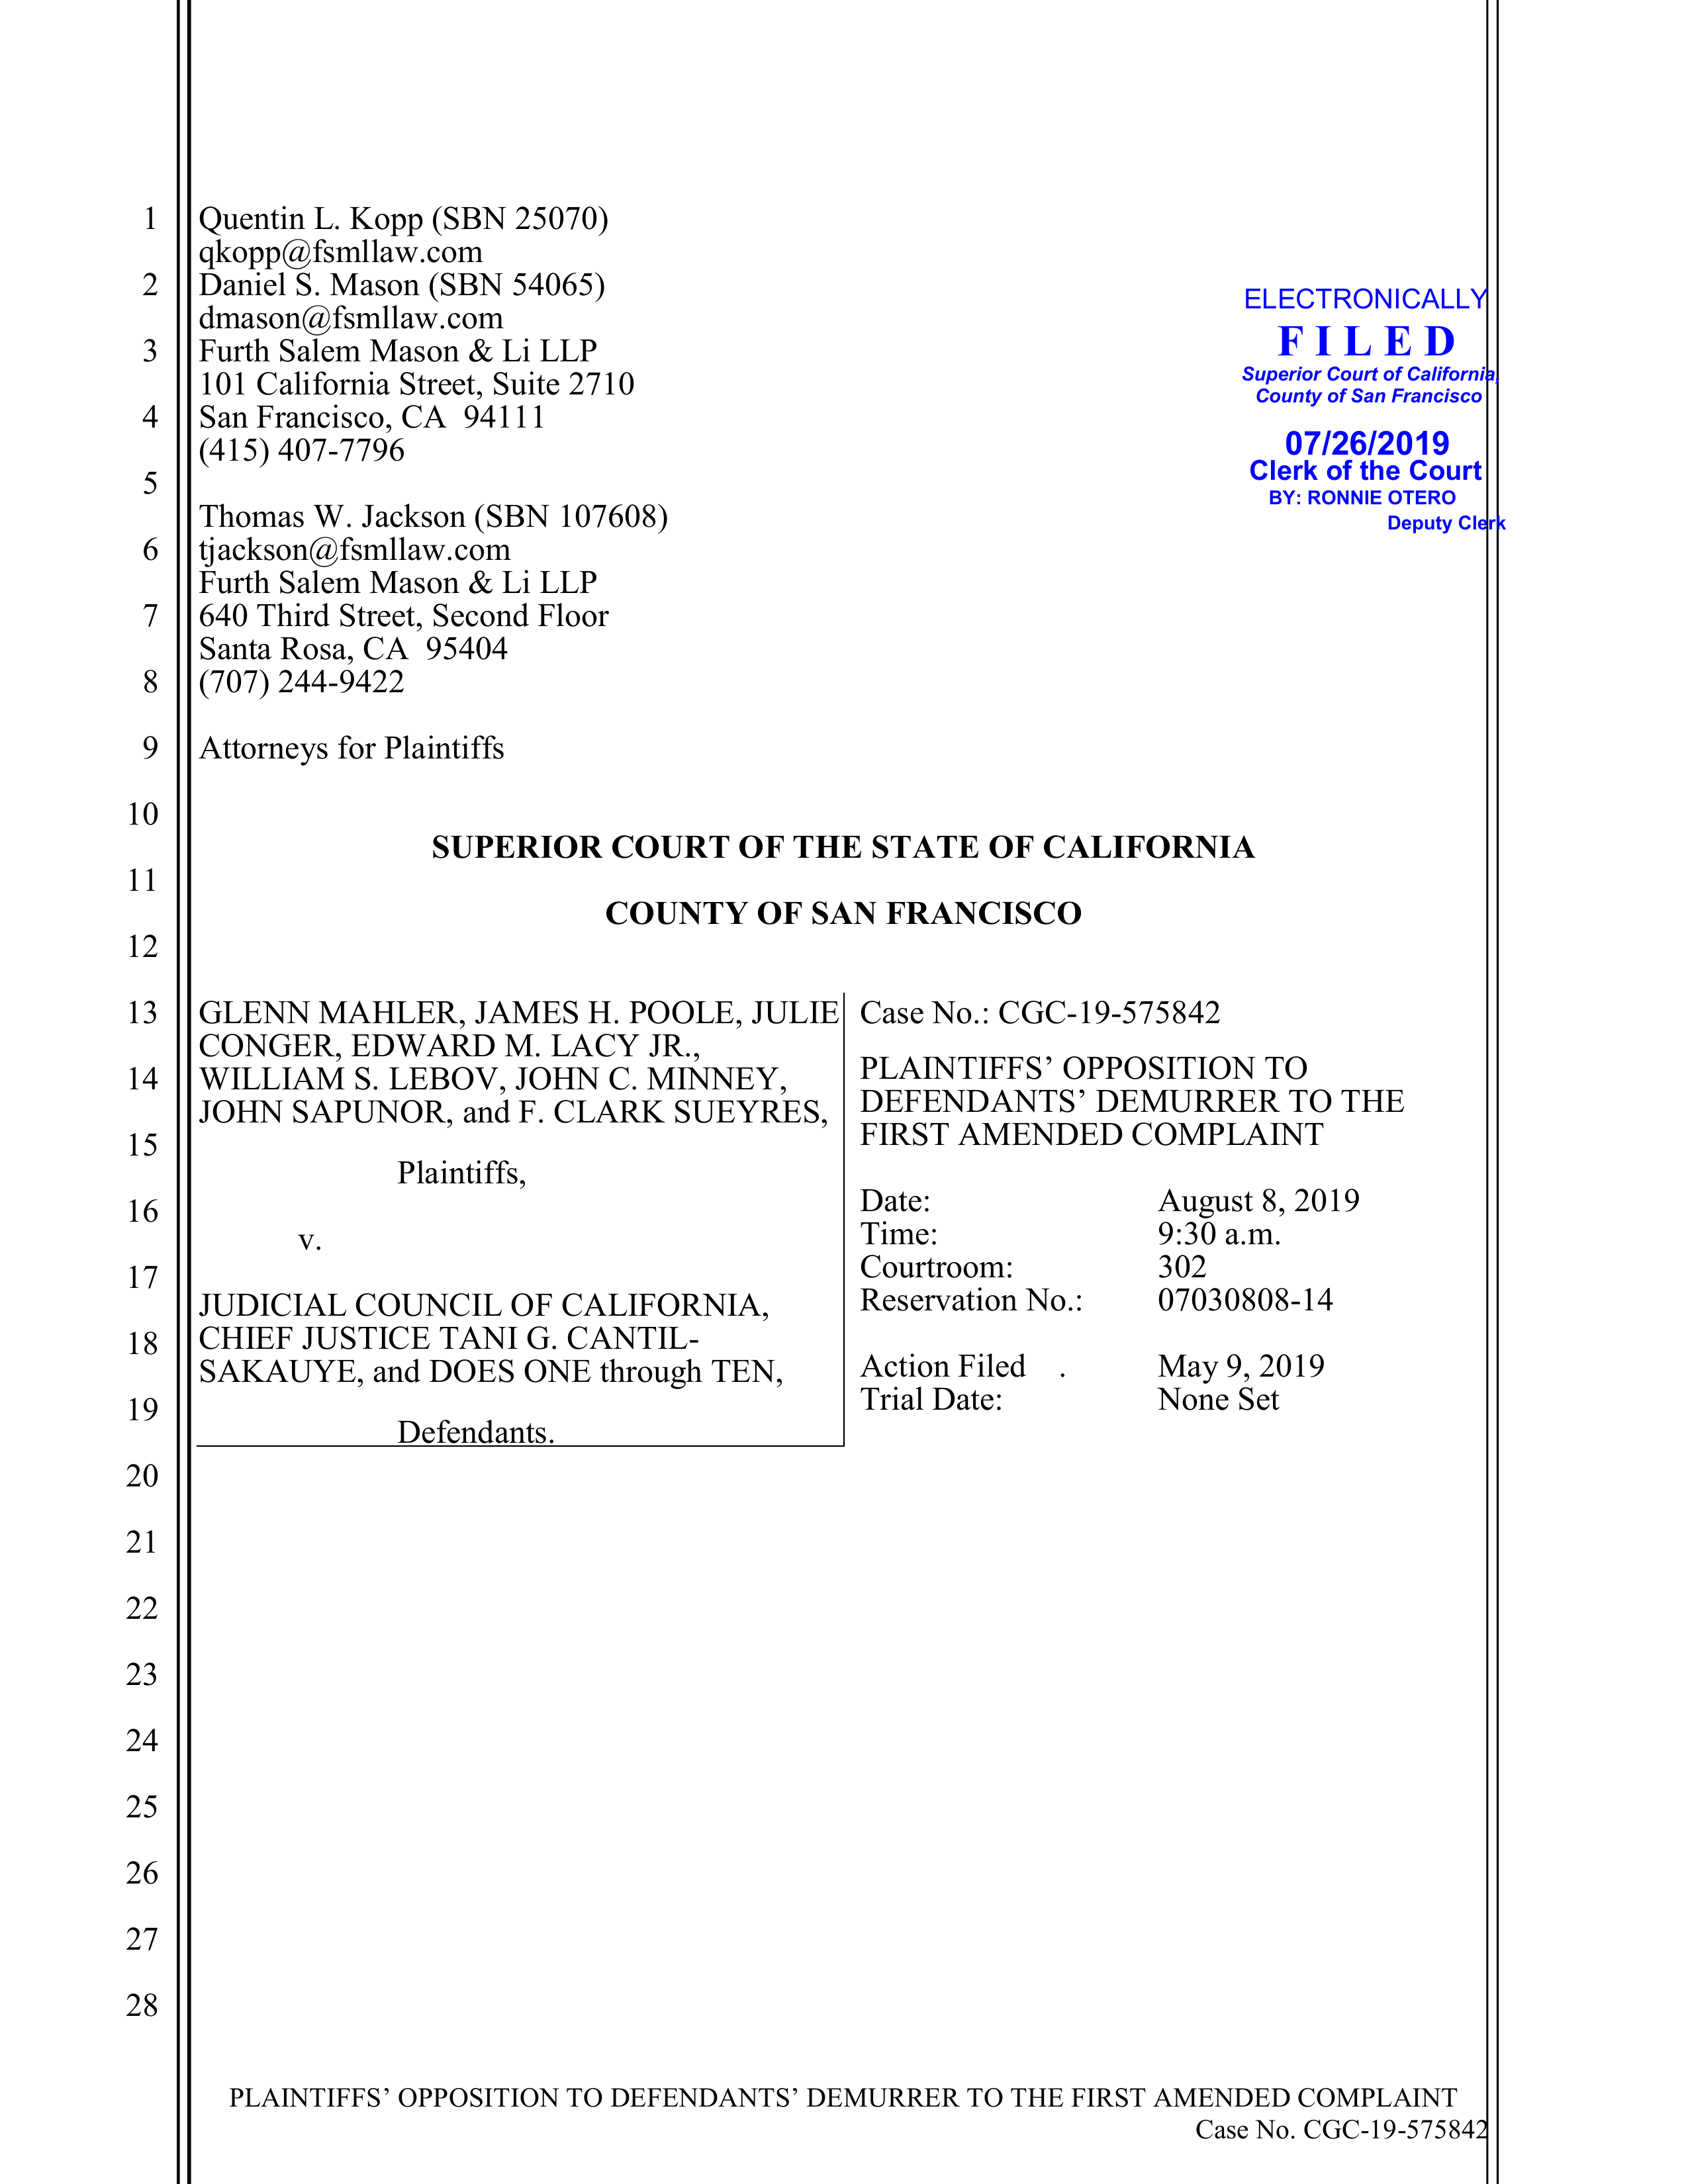 1 Quentin L. Kopp (SBN 25070)
qkopp@fsmllaw.com
2 Daniel S. Mason (SBN 54065)
dmason@fsmllaw.com
3 Furth Salem Mason & Li LLP
101 California Street, Suite 2710
4 San Francisco, CA 94111
(415) 407-7796
5
Thomas W. Jackson (SBN 107608)
6 tjackson@fsmllaw.com
Furth Salem Mason & Li LLP
7 640 Third Street, Second Floor
Santa Rosa, CA 95404
8 (707) 244-9422
9 Attorneys for Plaintiffs
ELECTRONICALLY
FILED
Superior Court of California,
County of San Francisco
07/26/2019
Clerk of the Court
BY: RONNIE OTERO
Deputy Clerk
10
SUPERIOR COURT OF THE STATE OF CALIFORNIA
11
COUNTY OF SAN FRANCISCO
12
13 GLENN MAHLER, JAMES H. POOLE, JULIE
CONGER, EDWARD M. LACY JR.,
14 WILLIAM S. LEBOV, JOHN C. MINNEY,
JOHN SAPUNOR, and F. CLARK SUEYRES,
15
Plaintiffs,
16
v.
17
JUDICIAL COUNCIL OF CALIFORNIA,
18 CHIEF JUSTICE TANI G. CANTIL-
SAKAUYE, and DOES ONE through TEN,
19
Defendants.
Case No.: CGC-19-575842
PLAINTIFFS’ OPPOSITION TO
DEFENDANTS’ DEMURRER TO THE
FIRST AMENDED COMPLAINT
Date: August 8, 2019
Time: 9:30 a.m.
Courtroom: 302
Reservation No.: 07030808-14
Action Filed . May 9, 2019
Trial Date: None Set
20
21
22
23
24
25
26
27
28
PLAINTIFFS’ OPPOSITION TO DEFENDANTS’ DEMURRER TO THE FIRST AMENDED COMPLAINT
Case No. CGC-19-575842